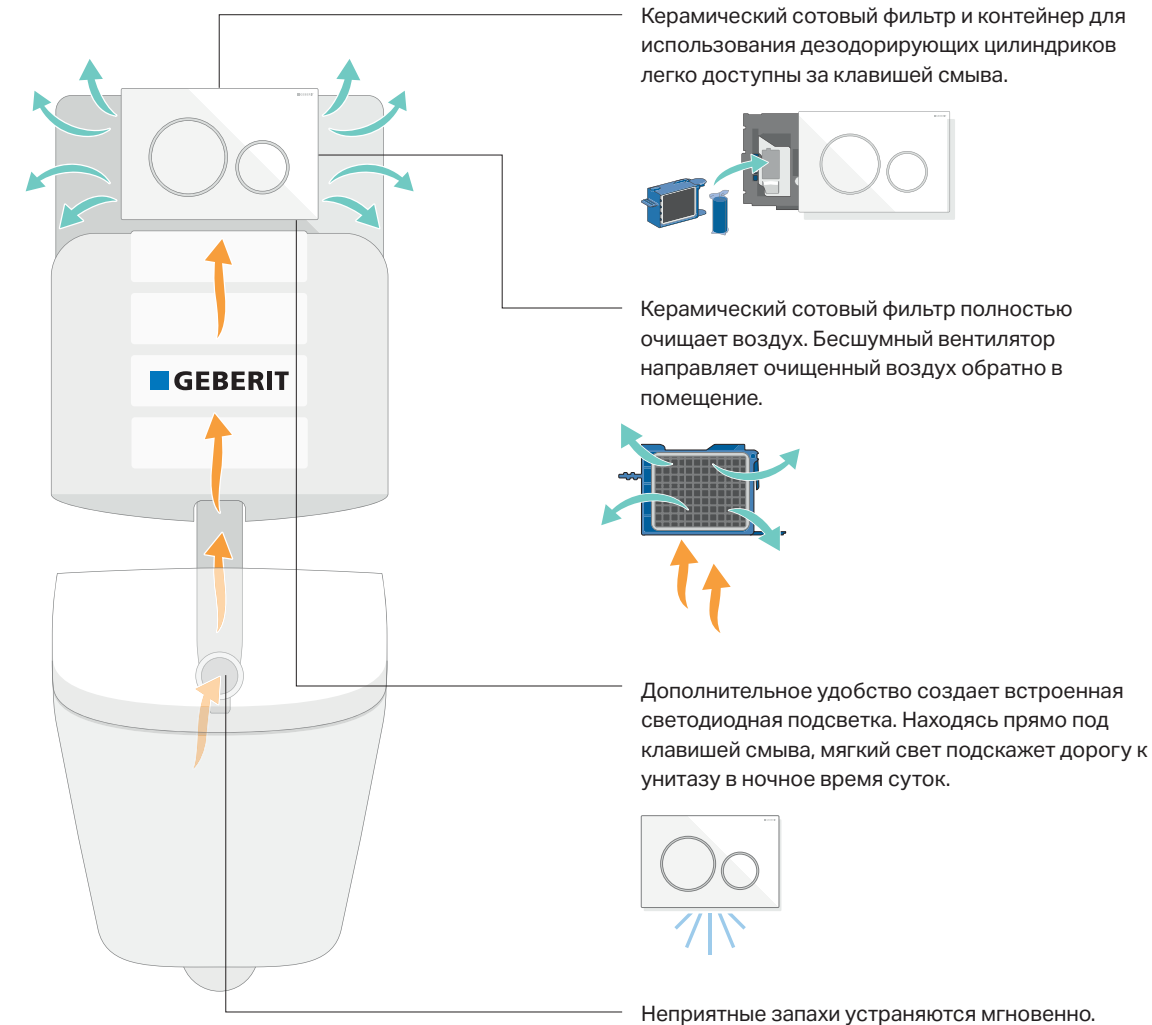 Керамический сотовый фильтр и контейнер для
использования дезодорирующих цилиндриков
легко доступны за клавишей смыва.
Керамический сотовый фильтр полностью
очищает воздух. Бесшумный вентилятор
направляет очищенный воздух обратно в
помещение.
GEBERIT
Дополнительное удобство создает встроенная
светодиодная подсветка. Находясь прямо под
клавишей смыва, мягкий свет подскажет дорогу к
унитазу в ночное время суток.
Неприятные запахи устраняются мгновенно.